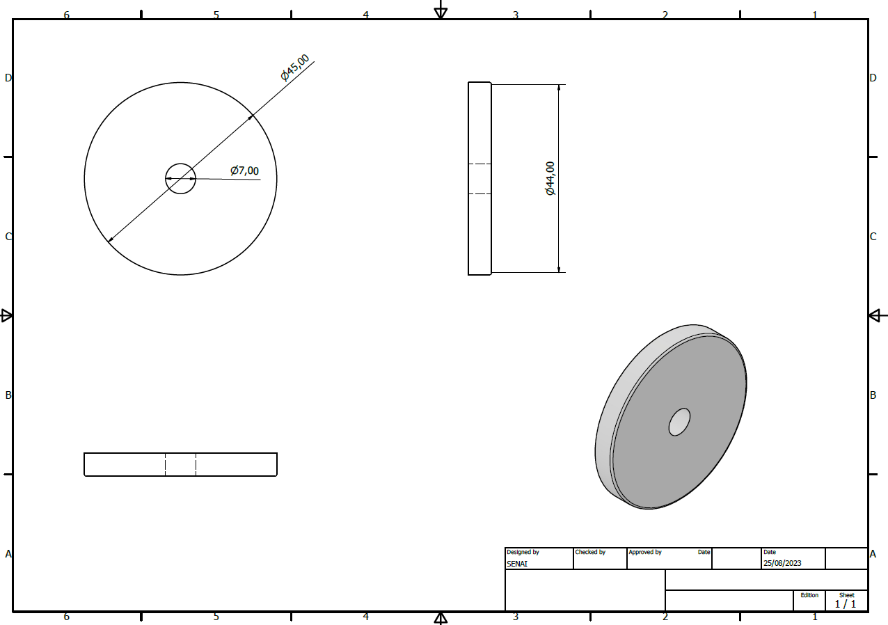 6 5 4 3 2 1
D D
Ø45,00
Ø7,00
Ø44,00
C C
B B
A A
Designed by Checked by Approved by Date Date
SENAI 25/08/2023
Edition Sheet
1 / 1
6 5 4 3 2 1